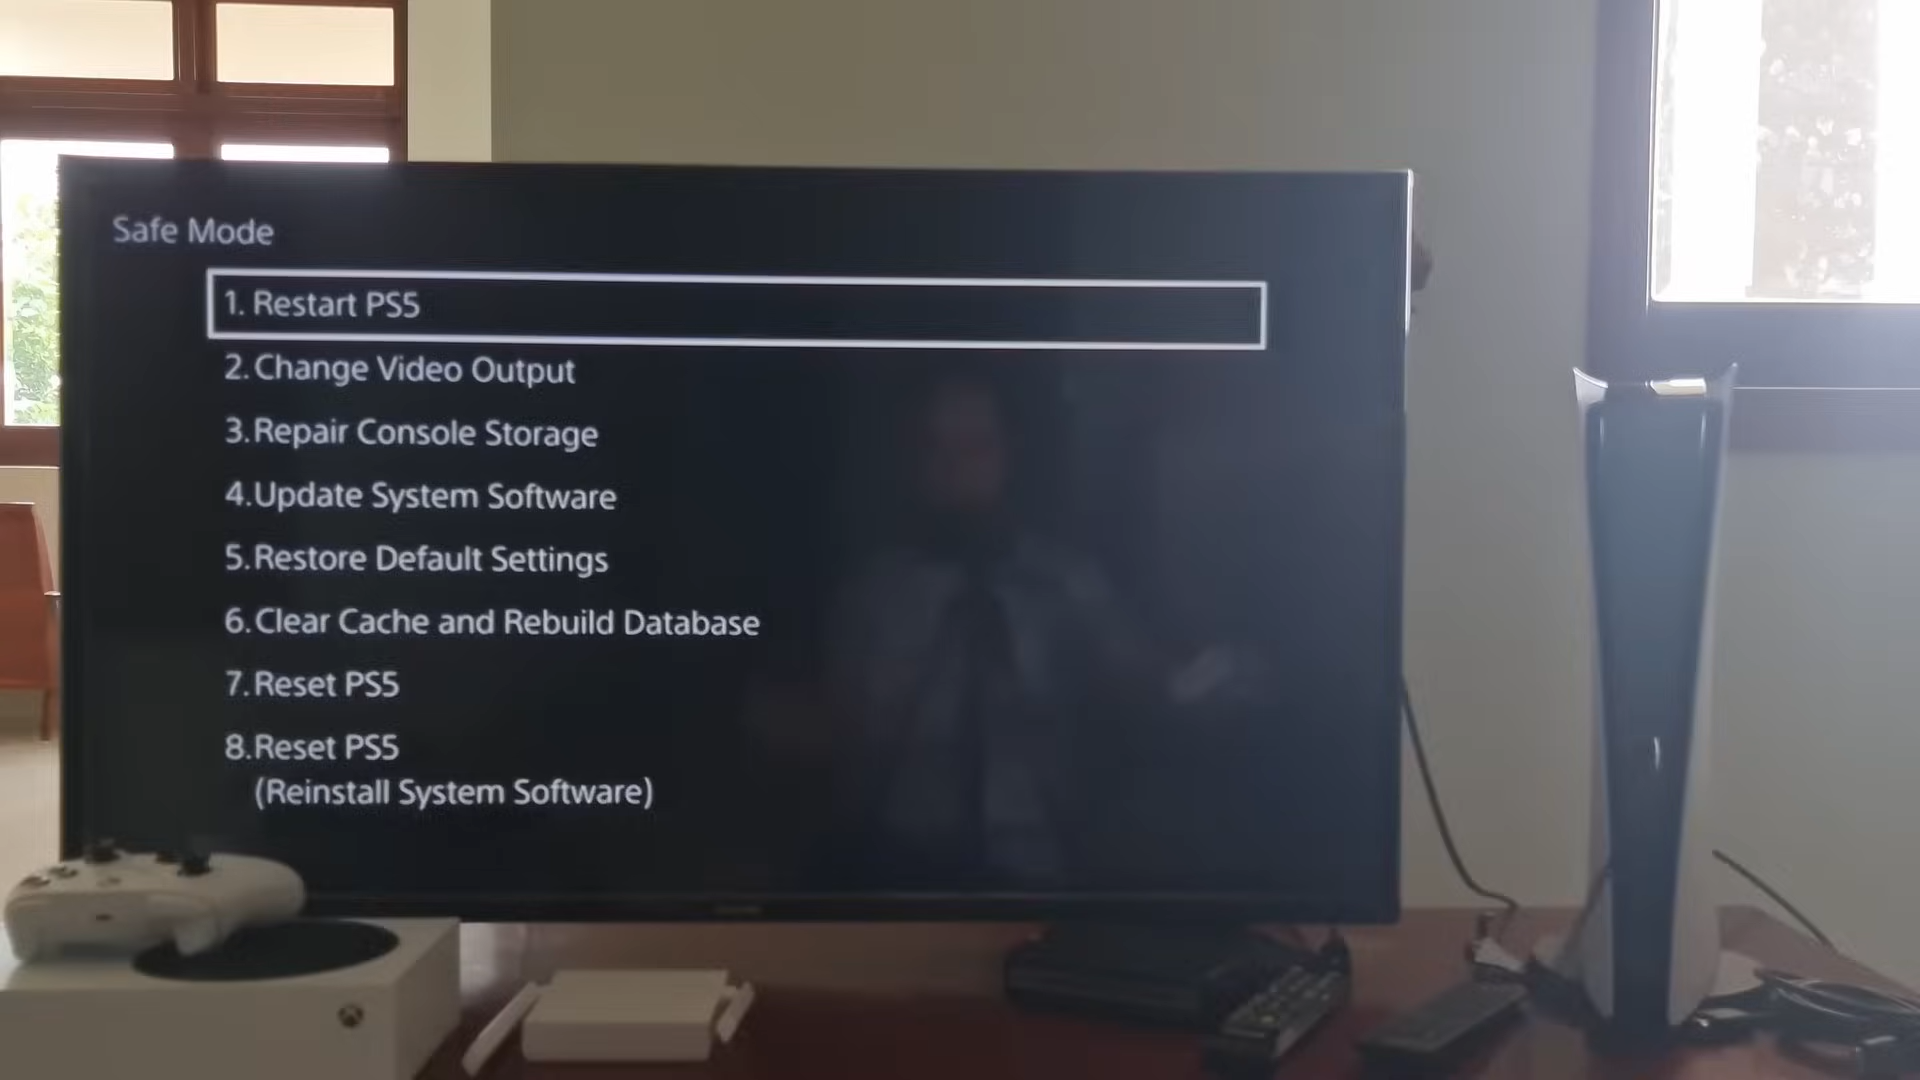 Safe Mode
1. Restart PS5
2. Change Video Output
3. Repair Console Storage
4. Update System Software
5. Restore Default Settings
6. Clear Cache and Rebuild Database
7. Reset PS5
8. Reset PS5
(Reinstall System Software)